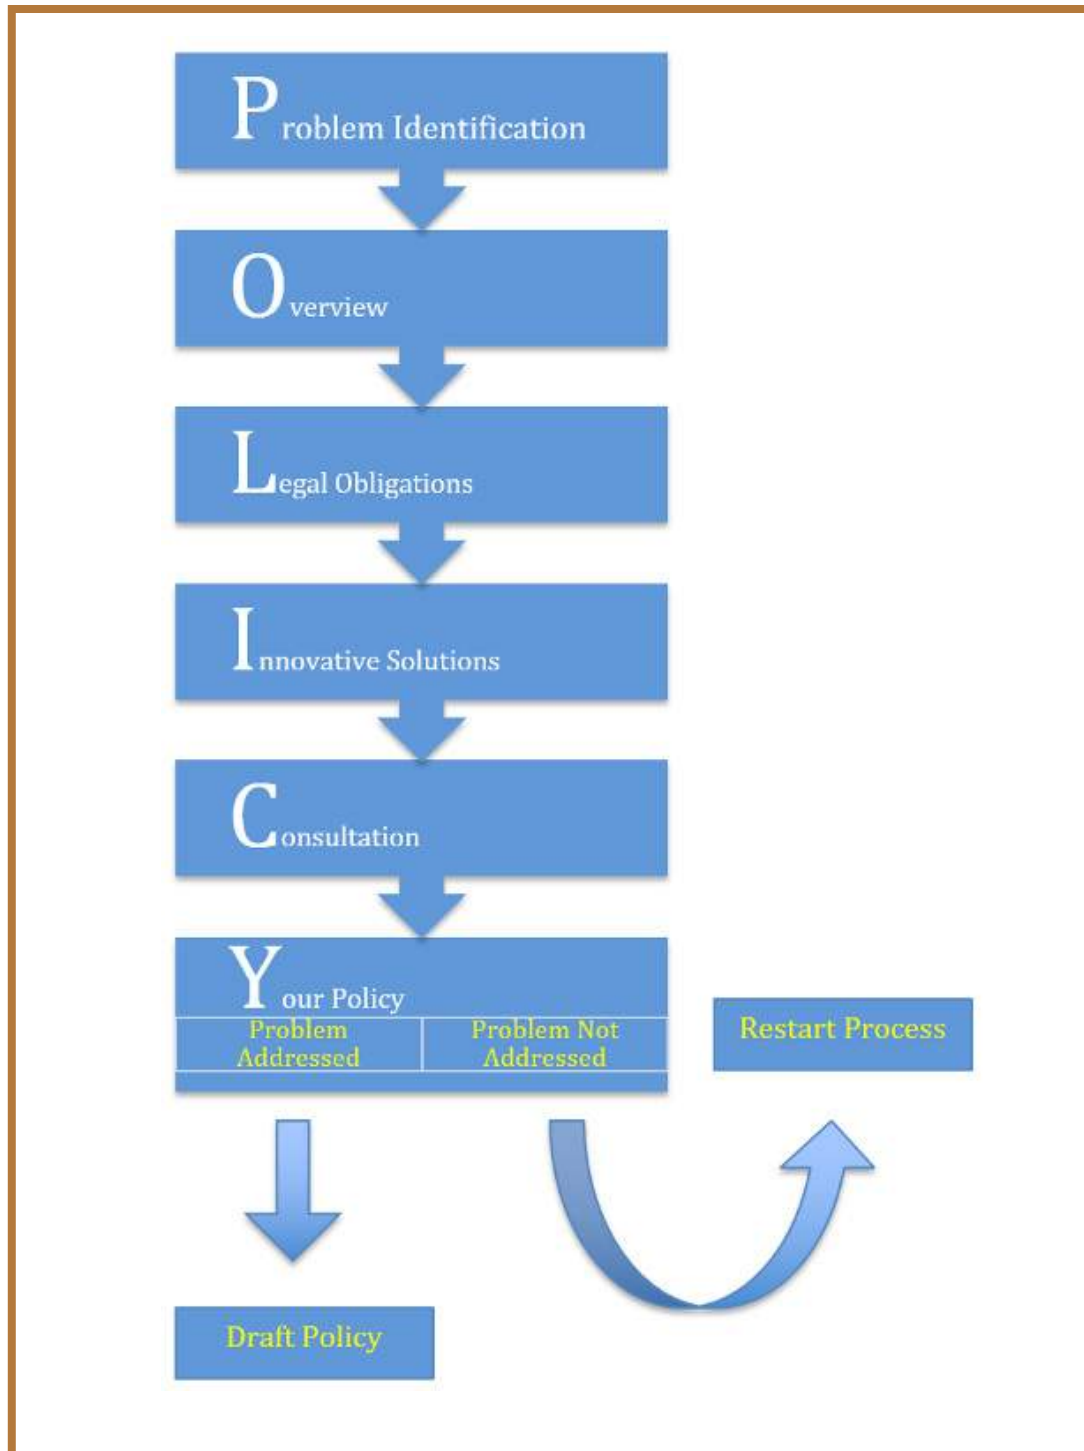 Problem Identification
Overview
Legal Obligations
Innovative Solutions
Consultation
Your Policy
Problem
Addressed
Problem Not
Addressed
Restart Process
Draft Policy